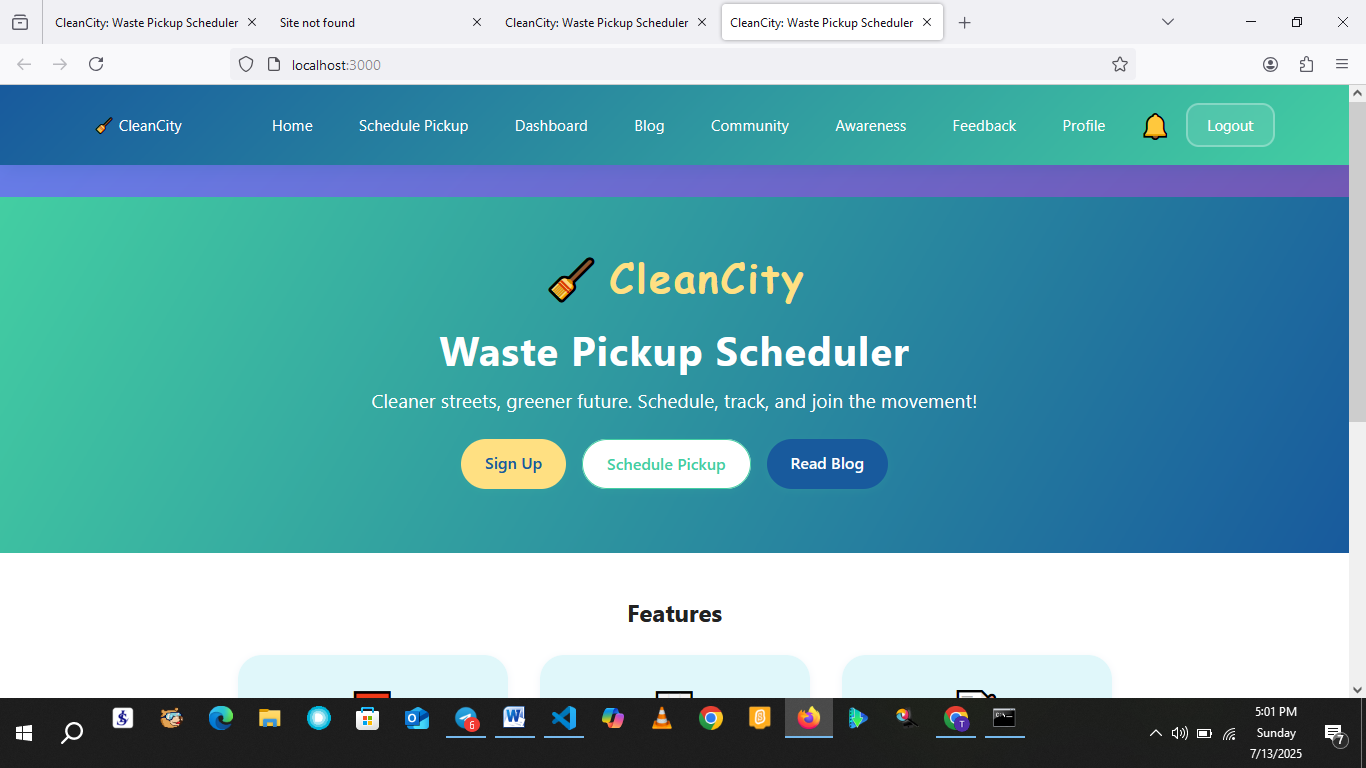 CleanCity: Waste Pickup Scheduler
Site not found
CleanCity: Waste Pickup Scheduler
CleanCity: Waste Pickup Scheduler
localhost:3000
CleanCity
Home
Schedule Pickup
Dashboard
Blog
Community
Awareness
Feedback
Profile
Logout
CleanCity
Waste Pickup Scheduler
Cleaner streets, greener future. Schedule, track, and join the movement!
Sign Up
Schedule Pickup
Read Blog
Features
6
T
5:01 PM
Sunday
7/13/2025
7